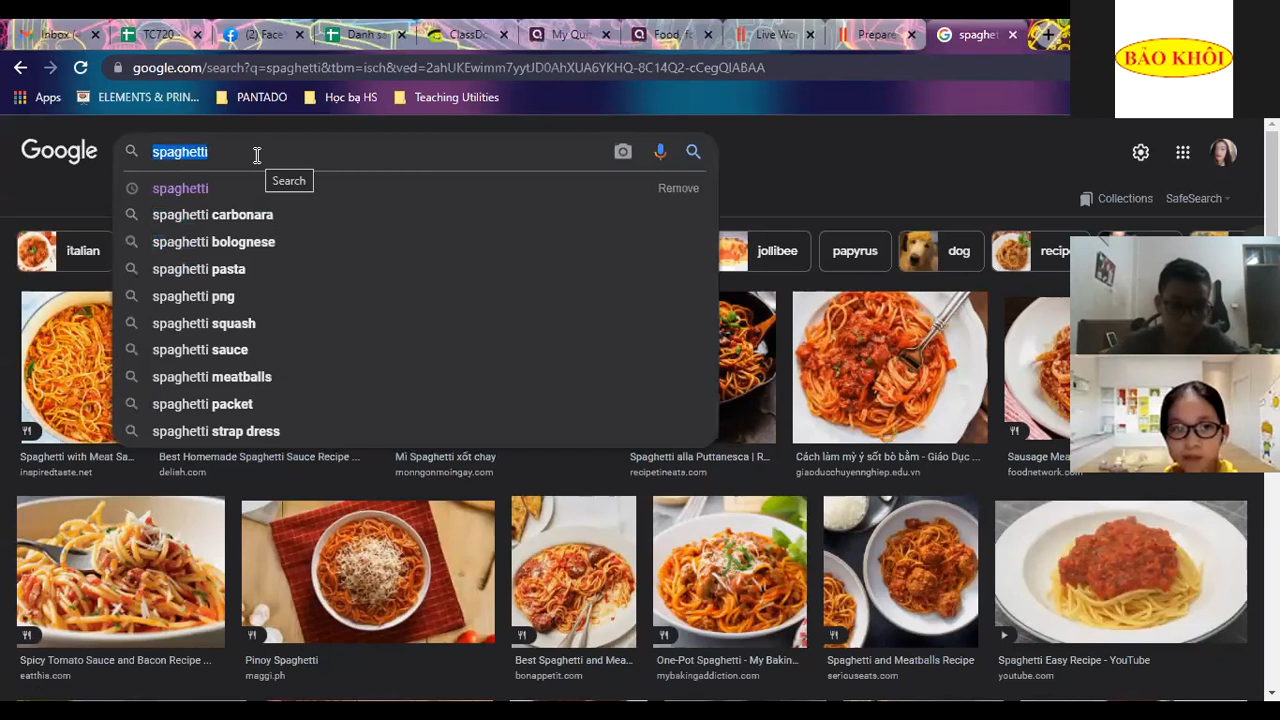 Inbox (
TC720
(2) Face
Danh sa
ClassDo
My Qui
Food, fo
Live Wo
Prepare
spaghet
google.com/search?q=spaghetti&tbm=isch&ved=2ahUKEwimm7yytJD0AhXUA6YKHQ-8C14Q2-cCegQIABAA
Apps
ELEMENTS & PRIN...
PANTADO
Học bạ HS
Teaching Utilities
BẢO KHÔI
Google
spaghetti
Search
spaghetti
Remove
spaghetti carbonara
spaghetti bolognese
spaghetti pasta
spaghetti png
spaghetti squash
spaghetti sauce
spaghetti meatballs
spaghetti packet
spaghetti strap dress
Collections
SafeSearch
italian
jollibee
papyrus
dog
recip
Spaghetti with Meat Sa...
inspiredtaste.net
Best Homemade Spaghetti Sauce Recipe ...
delish.com
Mì Spaghetti xốt chay
monngonmoingay.com
Spaghetti alla Puttanesca | R...
recipetineats.com
Cách làm mỳ ý sốt bò bằm - Giáo Dục ...
giaoducchuyennghiep.edu.vn
Sausage Mea
foodnetwork.com
Spicy Tomato Sauce and Bacon Recipe ...
eatthis.com
Pinoy Spaghetti
maggi.ph
Best Spaghetti and Mea...
bonappetit.com
One-Pot Spaghetti - My Bakin...
mybakingaddiction.com
Spaghetti and Meatballs Recipe
seriouseats.com
Spaghetti Easy Recipe - YouTube
youtube.com